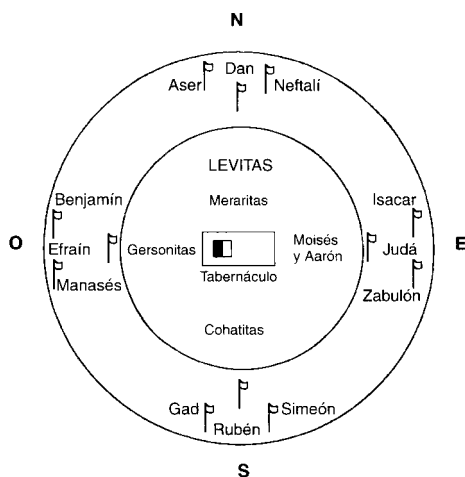 N
Dan
Aser
Neftalí
LEVITAS
Meraritas
Benjamín
Isacar
O
Efraín
Gersonitas
Moisés
y Aarón
Judá
E
Manasés
Tabernáculo
Zabulón
Cohatitas
Gad
Simeón
Rubén
S